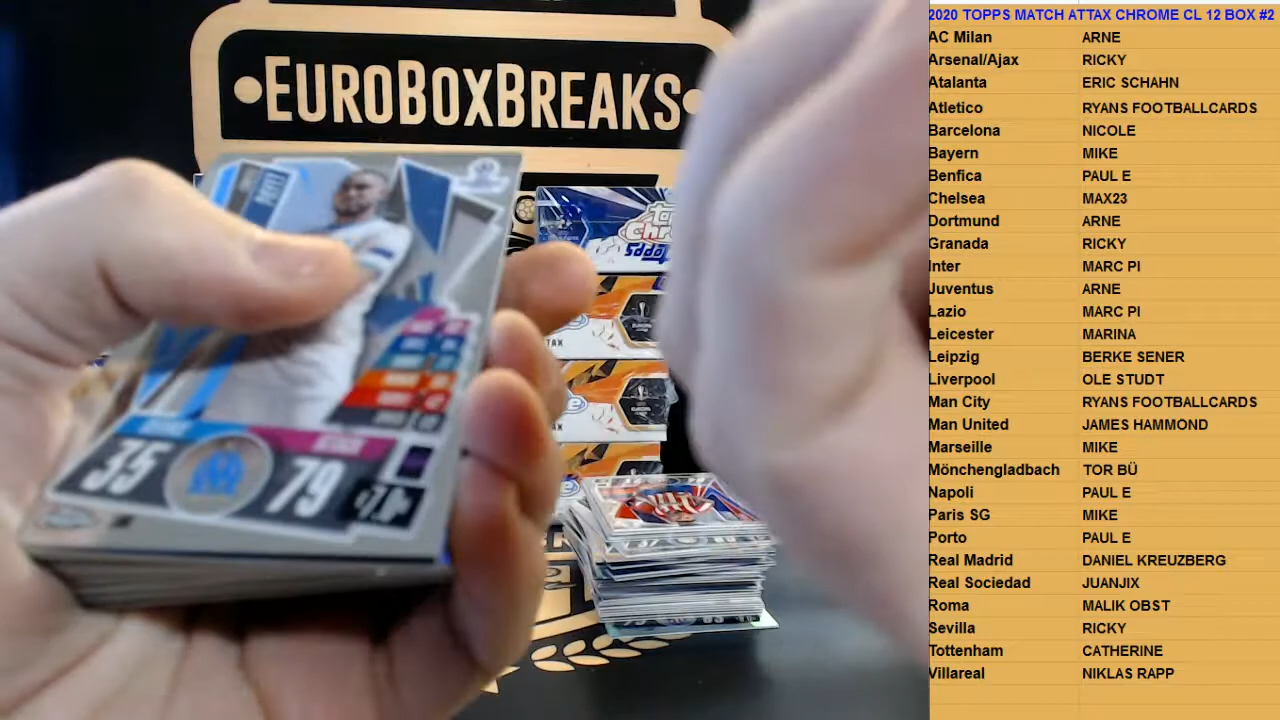 EUROBOXBREAKS
PAYET
35
79
2020 TOPPS MATCH ATTAX CHROME CL 12 BOX #2
AC Milan ARNE
Arsenal/Ajax RICKY
Atalanta ERIC SCHAHN
Atletico RYANS FOOTBALLCARDS
Barcelona NICOLE
Bayern MIKE
Benfica PAUL E
Chelsea MAX23
Dortmund ARNE
Granada RICKY
Inter MARC PI
Juventus ARNE
Lazio MARC PI
Leicester MARINA
Leipzig BERKE SENER
Liverpool OLE STUDT
Man City RYANS FOOTBALLCARDS
Man United JAMES HAMMOND
Marseille MIKE
Mönchengladbach TOR BÜ
Napoli PAUL E
Paris SG MIKE
Porto PAUL E
Real Madrid DANIEL KREUZBERG
Real Sociedad JUANJIX
Roma MALIK OBST
Sevilla RICKY
Tottenham CATHERINE
Villareal NIKLAS RAPP